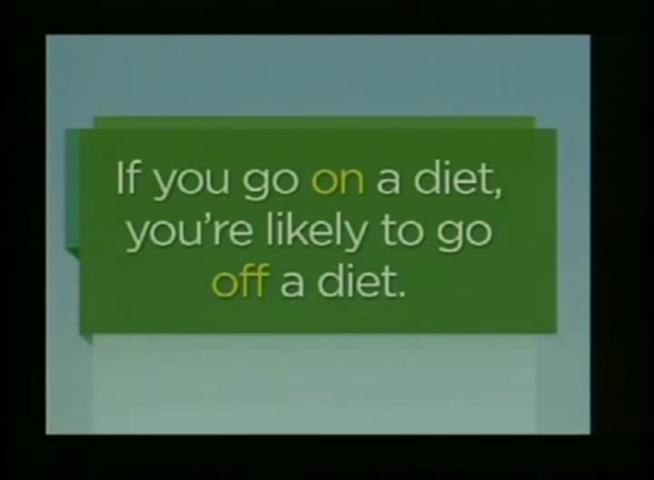 If you go on a diet,
you're likely to go
off a diet.